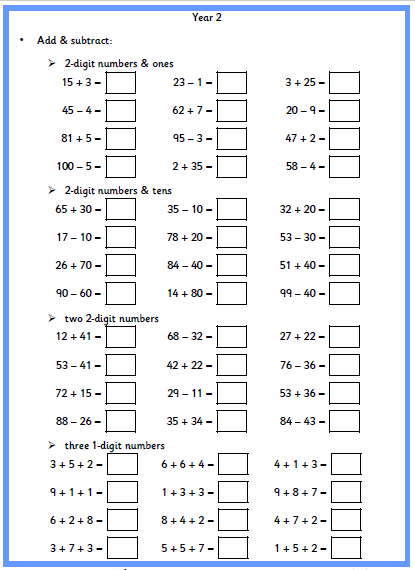 Year 2
• Add & subtract:
➢ 2-digit numbers & ones
15 + 3 = 23 – 1 = 3 + 25 =
45 – 4 = 62 + 7 = 20 – 9 =
81 + 5 = 95 – 3 = 47 + 2 =
100 – 5 = 2 + 35 = 58 – 4 =
➢ 2-digit numbers & tens
65 + 30 = 35 – 10 = 32 + 20 =
17 – 10 = 78 + 20 = 53 – 30 =
26 + 70 = 84 – 40 = 51 + 40 =
90 – 60 = 14 + 80 = 99 – 40 =
➢ two 2-digit numbers
12 + 41 = 68 – 32 = 27 + 22 =
53 – 41 = 42 + 22 = 76 – 36 =
72 + 15 = 29 – 11 = 53 + 36 =
88 – 26 = 35 + 34 = 84 – 43 =
➢ three 1-digit numbers
3 + 5 + 2 = 6 + 6 + 4 = 4 + 1 + 3 =
9 + 1 + 1 = 1 + 3 + 3 = 9 + 8 + 7 =
6 + 2 + 8 = 8 + 4 + 2 = 4 + 7 + 2 =
3 + 7 + 3 = 5 + 5 + 7 = 1 + 5 + 2 =